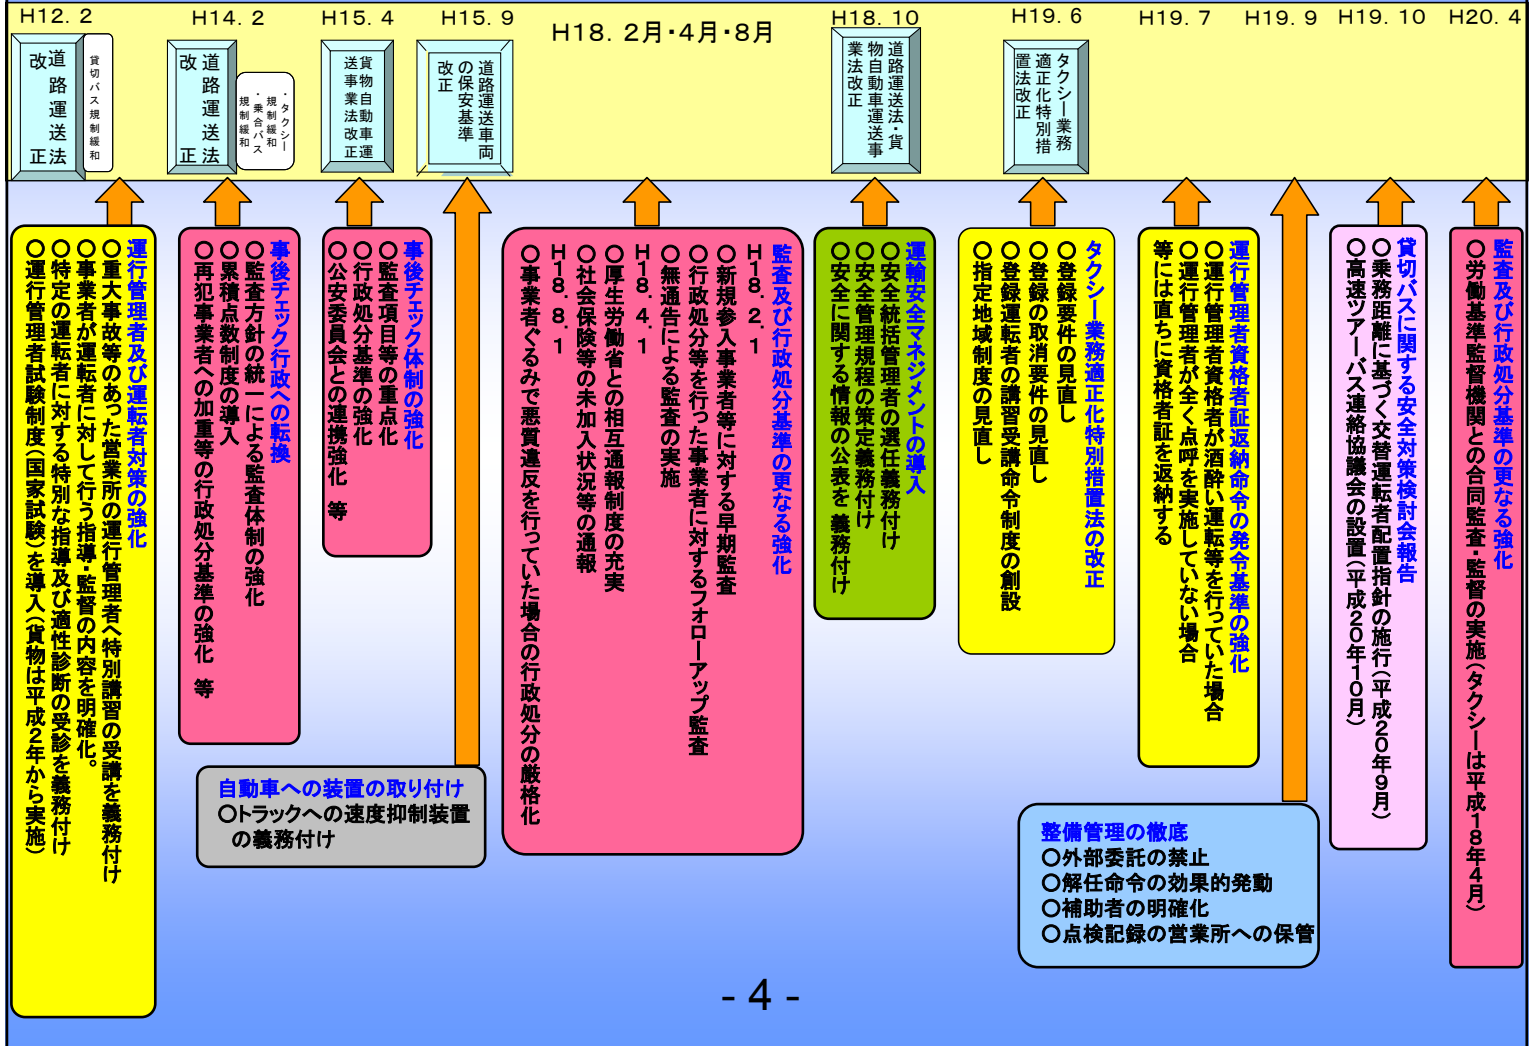 H12.2
H14.2
H15.4
H15.9
H18.2月・4月・8月
H18.10
H19.6
H19.7
H19.9
H19.10
H20.4
道路運送法
改正
貸切バス規制緩和
道路運送法
改正
・タクシー
規制緩和
・乗合バス
規制緩和
貨物自動車運
送事業法改正
道路運送車両
の保安基準
改正
道路運送法・貨
物自動車運送事
業法改正
タクシー業務
適正化特別措
置法改正
運行管理者及び運転者対策の強化
○重大事故等のあった営業所の運行管理者へ特別講習の受講を義務付け
○事業者が運転者に対して行う指導・監督の内容を明確化。
○特定の運転者に対する特別な指導及び適性診断の受診を義務付け
○運行管理者試験制度(国家試験)を導入(貨物は平成2年から実施)
事後チェック行政への転換
○監査方針の統一による監査体制の強化
○累積点数制度の導入
○再犯事業者への加重等の行政処分基準の強化 等
事後チェック体制の強化
○監査項目等の重点化
○行政処分基準の強化
○公安委員会との連携強化 等
自動車への装置の取り付け
○トラックへの速度抑制装置
の義務付け
監査及び行政処分基準の更なる強化
H18.2.1
○新規参入事業者等に対する早期監査
○行政処分等を行った事業者に対するフォローアップ監査
○無通告による監査の実施
H18.4.1
○厚生労働省との相互通報制度の充実
○社会保険等の未加入状況等の通報
H18.8.1
○事業者ぐるみで悪質違反を行っていた場合の行政処分の厳格化
運輸安全マネジメントの導入
○安全統括管理者の選任義務付け
○安全管理規程の策定義務付け
○安全に関する情報の公表を 義務付け
タクシー業務適正化特別措置法の改正
○登録要件の見直し
○登録の取消要件の見直し
○登録運転者の講習受講命令制度の創設
○指定地域制度の見直し
運行管理者資格者証返納命令の発令基準の強化
○運行管理者資格者が酒酔い運転等を行っていた場合
○運行管理者が全く点呼を実施していない場合
等には直ちに資格者証を返納する
整備管理の徹底
○外部委託の禁止
○解任命令の効果的発動
○補助者の明確化
○点検記録の営業所への保管
貸切バスに関する安全対策検討会報告
○乗務距離に基づく交替運転者配置指針の施行(平成20年9月)
○高速ツアーバス連絡協議会の設置(平成20年10月)
監査及び行政処分基準の更なる強化
○労働基準監督機関との合同監査・監督の実施(タクシーは平成18年4月)
- 4 -